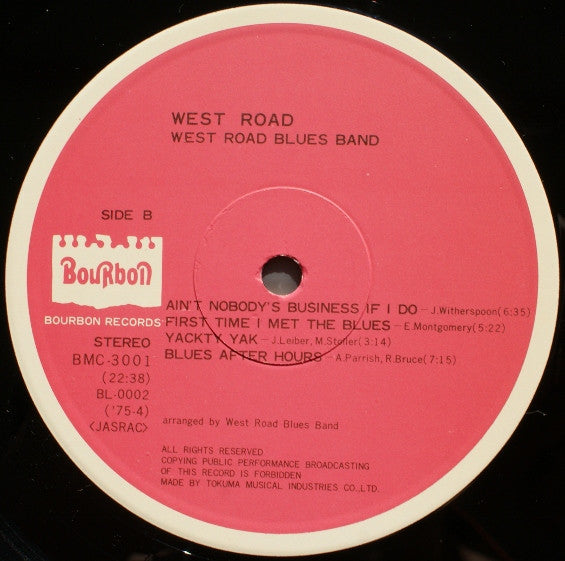 WEST ROAD
WEST ROAD BLUES BAND
SIDE B
BouRboN
BOURBON RECORDS
AIN'T NOBODY'S BUSINESS IF I DO – J.Witherspoon(6:35)
FIRST TIME I MET THE BLUES – E.Montgomery(5:22)
YACKTY YAK – J.Leiber, M.Stoller(3:14)
BLUES AFTER HOURS – A.Parrish, R.Bruce(7:15)
STEREO
BMC-3001
(22:38)
BL-0002
('75-4)
<JASRAC>
arranged by West Road Blues Band
ALL RIGHTS RESERVED
COPYING PUBLIC PERFORMANCE BROADCASTING
OF THIS RECORD IS FORBIDDEN
MADE BY TOKUMA MUSICAL INDUSTRIES CO.,LTD.